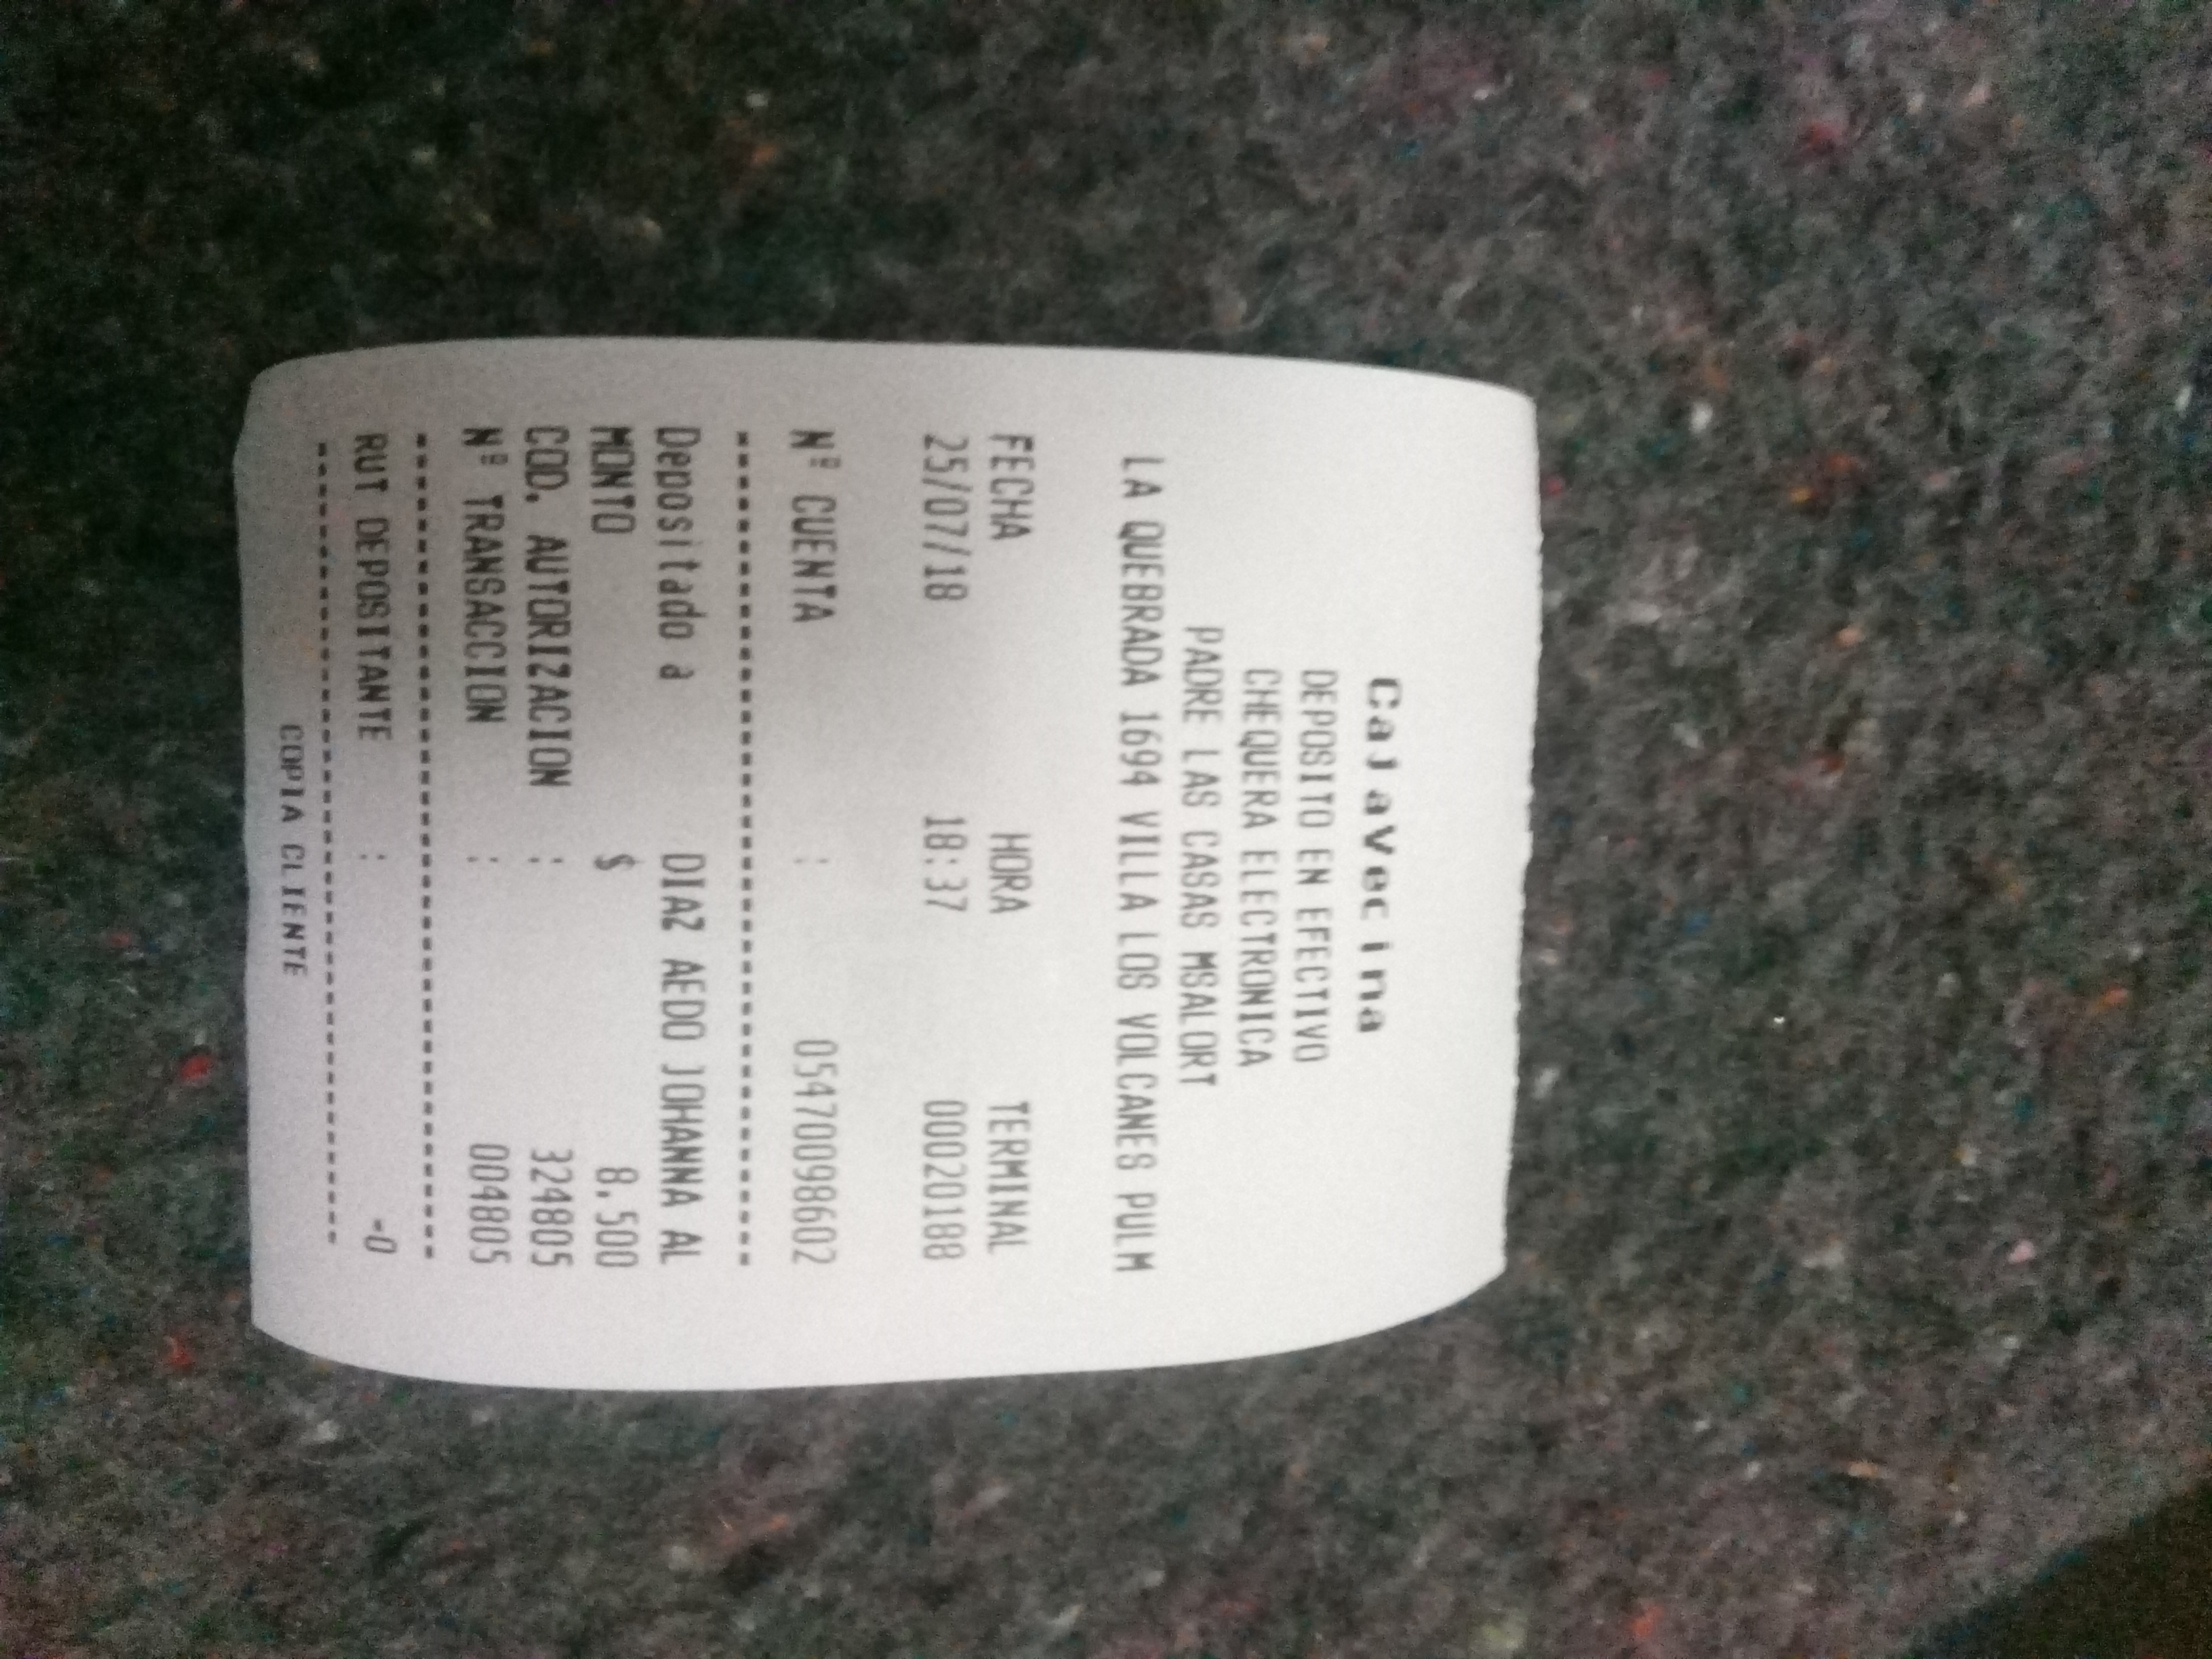 CajaVecina
DEPOSITO EN EFECTIVO
CHEQUERA ELECTRONICA
PADRE LAS CASAS MSALORT
LA QUEBRADA 1694 VILLA LOS VOLCANES PULM
FECHA HORA TERMINAL
25/07/18 18:37 00020188
Nº CUENTA : 05470098602
Depositado a DIAZ AEDO JOHANNA AL
MONTO $ 8.500
COD. AUTORIZACION : 324805
Nº TRANSACCION : 004805
RUT DEPOSITANTE : -0
COPIA CLIENTE